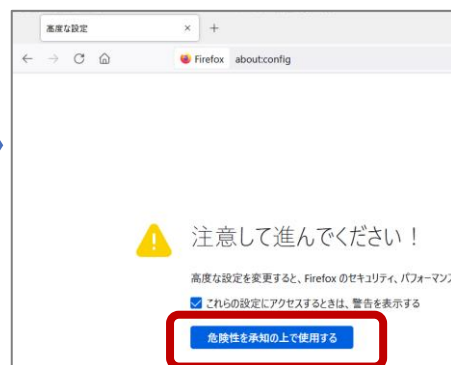 高度な設定
Firefox about:config
注意して進んでください！
高度な設定を変更すると、Firefox のセキュリティ、パフォーマンス
これらの設定にアクセスするときは、警告を表示する
危険性を承知の上で使用する